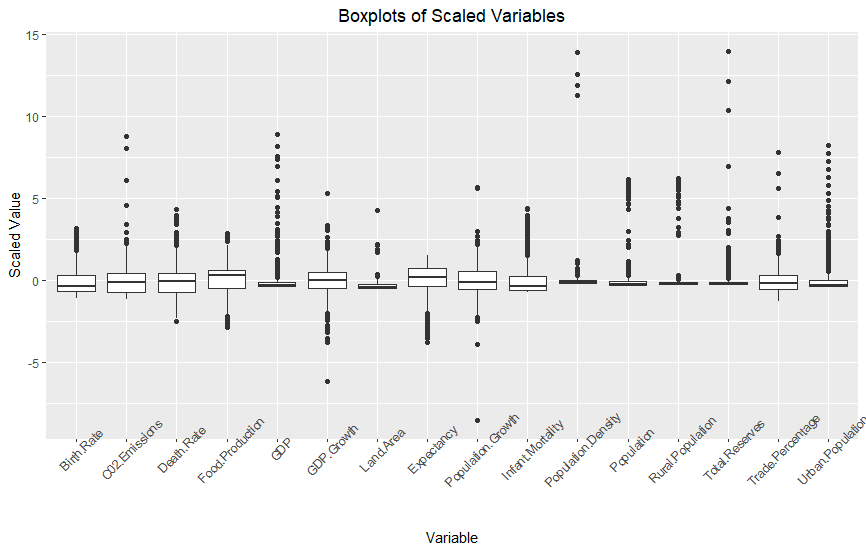 Boxplots of Scaled Variables
15
10
5
0
-5
Scaled Value
Birth.Rate
C02.Emissions
Death.Rate
Food.Production
GDP
GDP.Growth
Land.Area
Expectancy
Population.Growth
Infant.Mortality
Population.Density
Population
Rural.Population
Total.Reserves
Trade.Percentage
Urban.Population
Variable